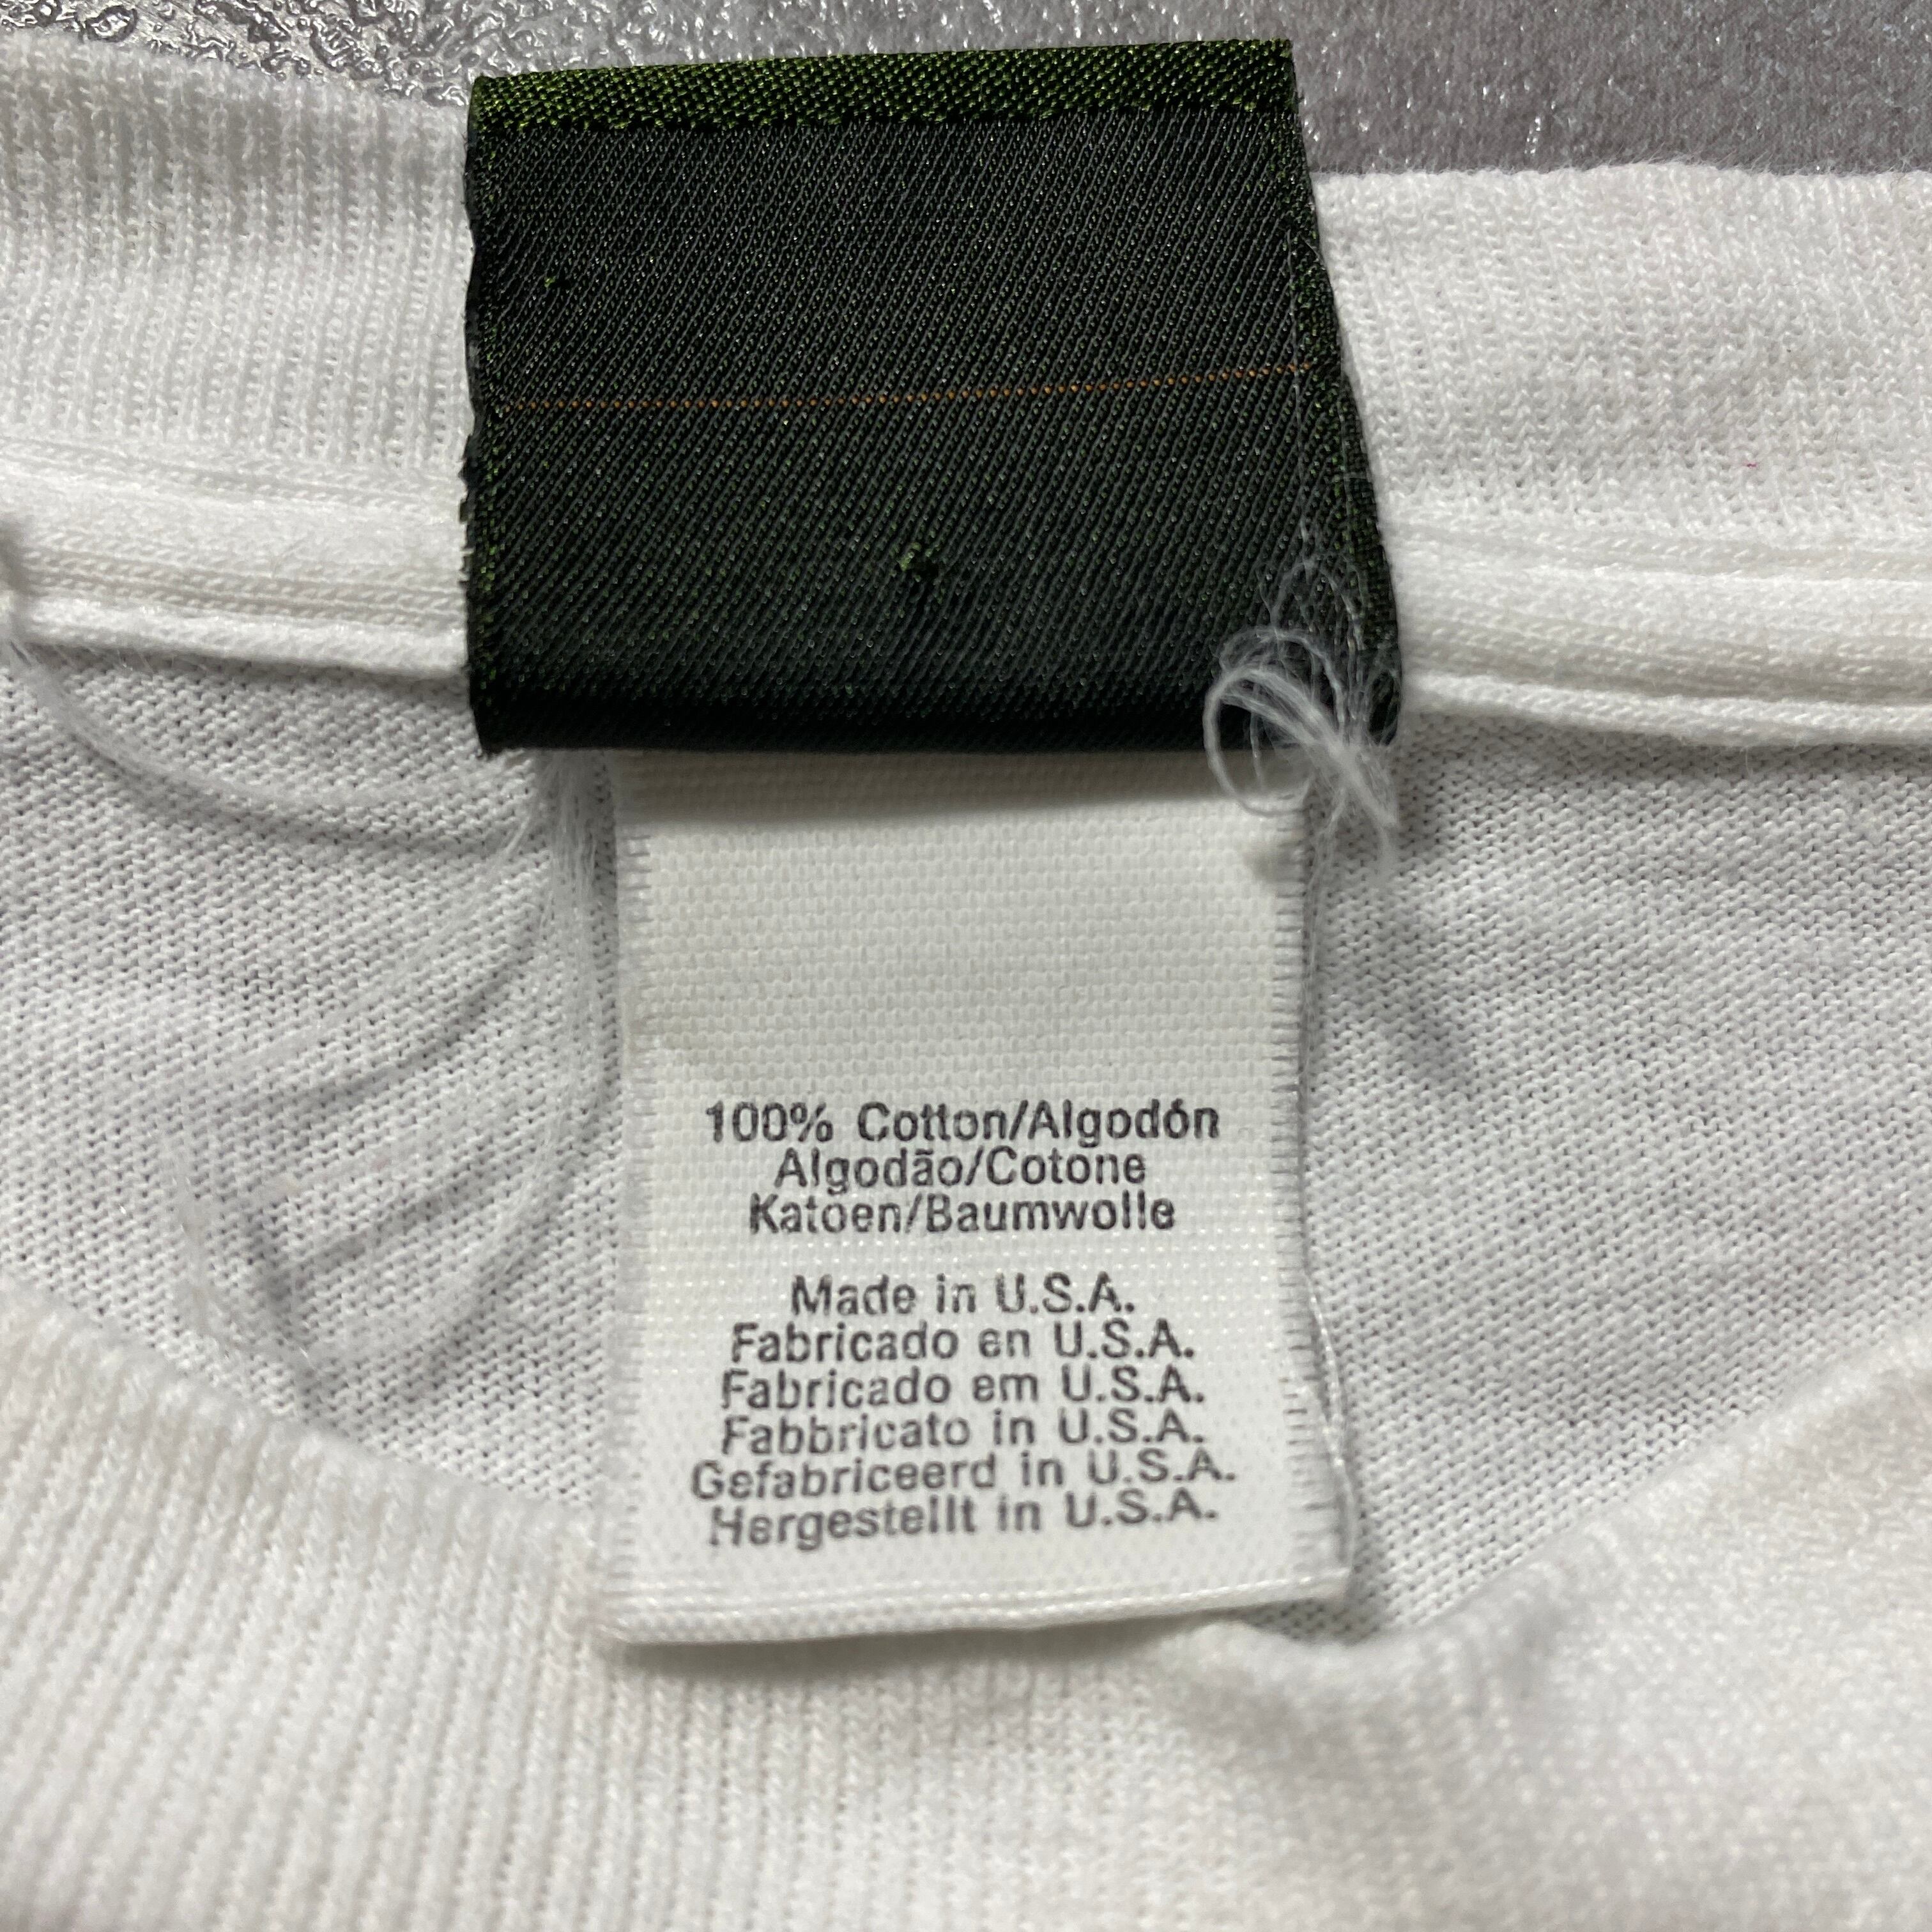 100% Cotton/Algodón
Algodão/Cotone
Katoen/Baumwolle
Made in U.S.A.
Fabricado en U.S.A.
Fabricado em U.S.A.
Fabbricato in U.S.A.
Gefabriceerd in U.S.A.
Hergestellt in U.S.A.